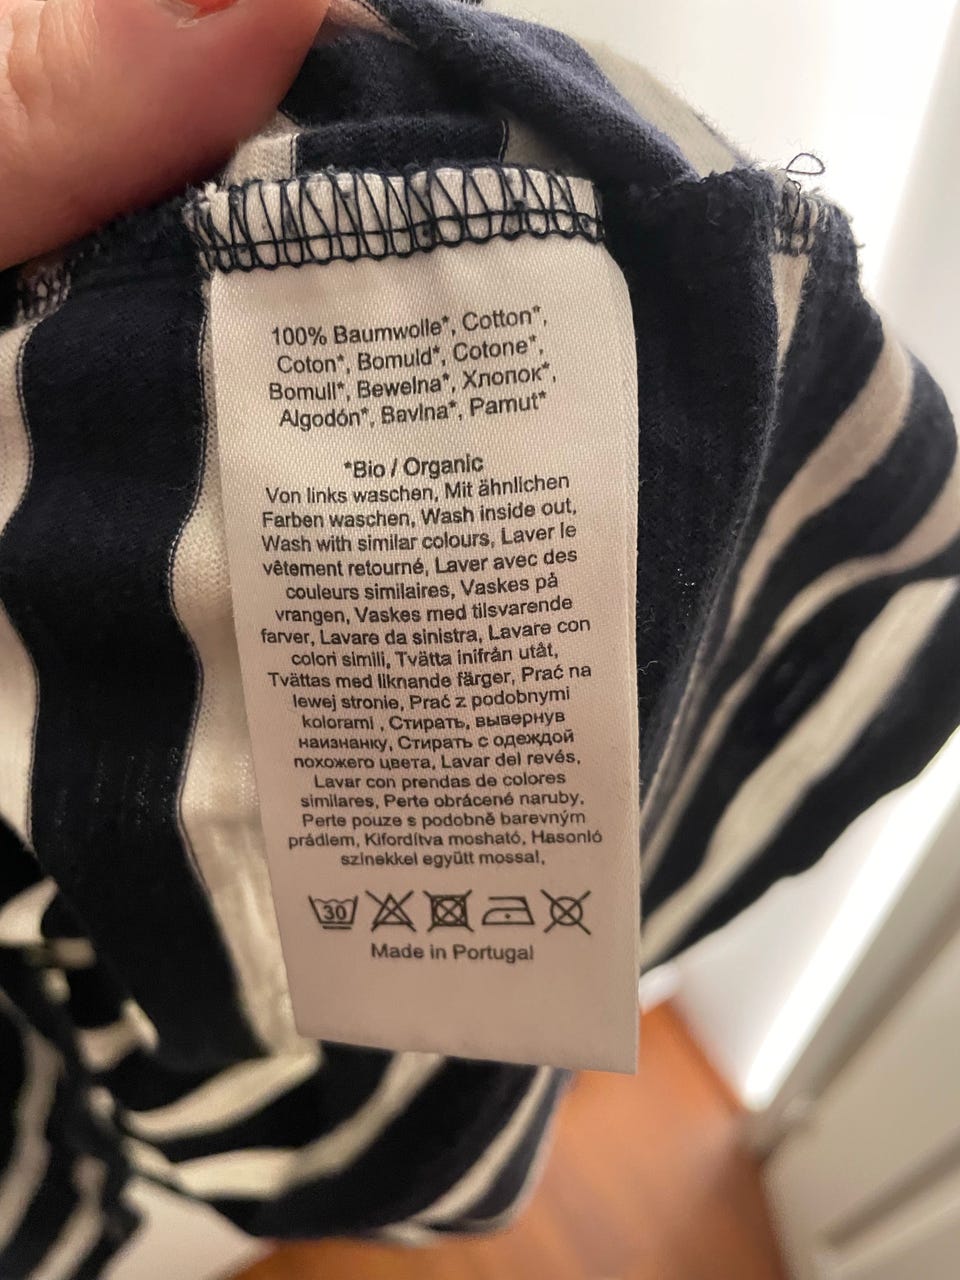 100% Baumwolle*, Cotton*,
Coton*, Bomuld*, Cotone*,
Bomull*, Bewelna*, Хлопок*,
Algodón*, Bavlna*, Pamut*
*Bio / Organic
Von links waschen, Mit ähnlichen
Farben waschen, Wash inside out,
Wash with similar colours, Laver le
vêtement retourné, Laver avec des
couleurs similaires, Vaskes på
vrangen, Vaskes med tilsvarende
farver, Lavare da sinistra, Lavare con
colori simili, Tvätta inifrån utåt,
Tvättas med liknande färger, Prać na
lewej stronie, Prać z podobnymi
kolorami , Стирать, вывернув
наизнанку, Стирать с одеждой
похожего цвета, Lavar del revés,
Lavar con prendas de colores
similares, Perte obrácené naruby,
Perte pouze s podobně barevným
prádlem, Kifordítva mosható, Hasonló
színekkel együtt mossa!,
30
Made in Portugal